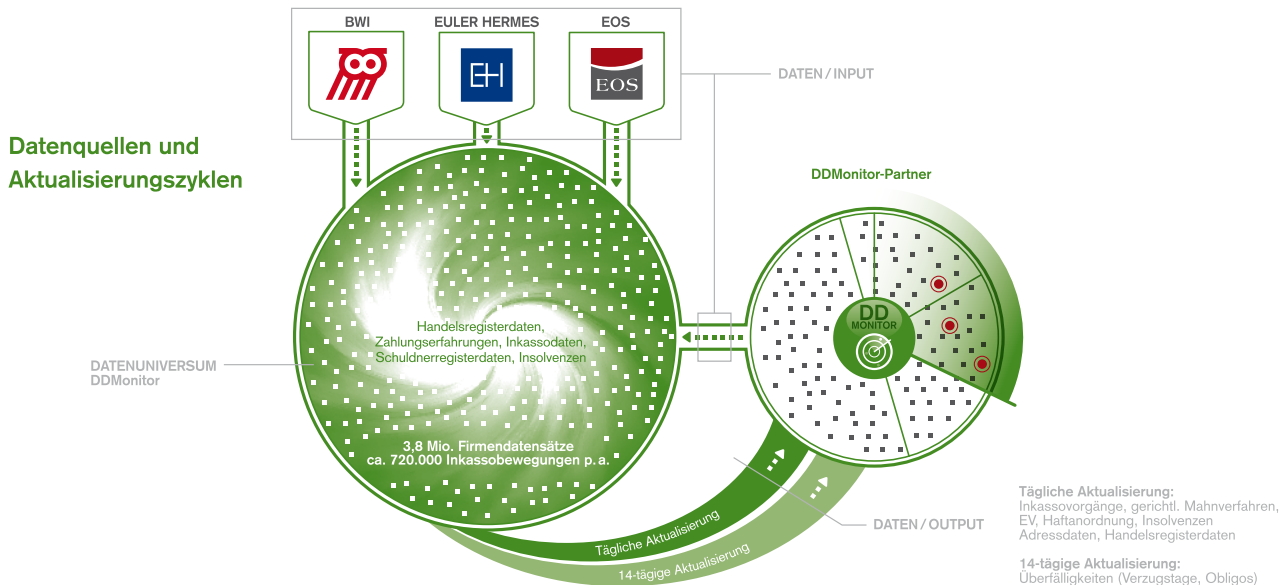 BWI
EULER HERMES
EOS
EH
EOS
DATEN / INPUT
Datenquellen und
Aktualisierungszyklen
DDMonitor-Partner
DD
MONITOR
Handelsregisterdaten,
Zahlungserfahrungen, Inkassodaten,
Schuldnerregisterdaten, Insolvenzen
DATENUNIVERSUM
DDMonitor
3,8 Mio. Firmendatensätze
ca. 720.000 Inkassobewegungen p. a.
Tägliche Aktualisierung
14-tägige Aktualisierung
DATEN / OUTPUT
Tägliche Aktualisierung:
Inkassovorgänge, gerichtl. Mahnverfahren,
EV, Haftanordnung, Insolvenzen
Adressdaten, Handelsregisterdaten
14-tägige Aktualisierung:
Überfälligkeiten (Verzugstage, Obligos)